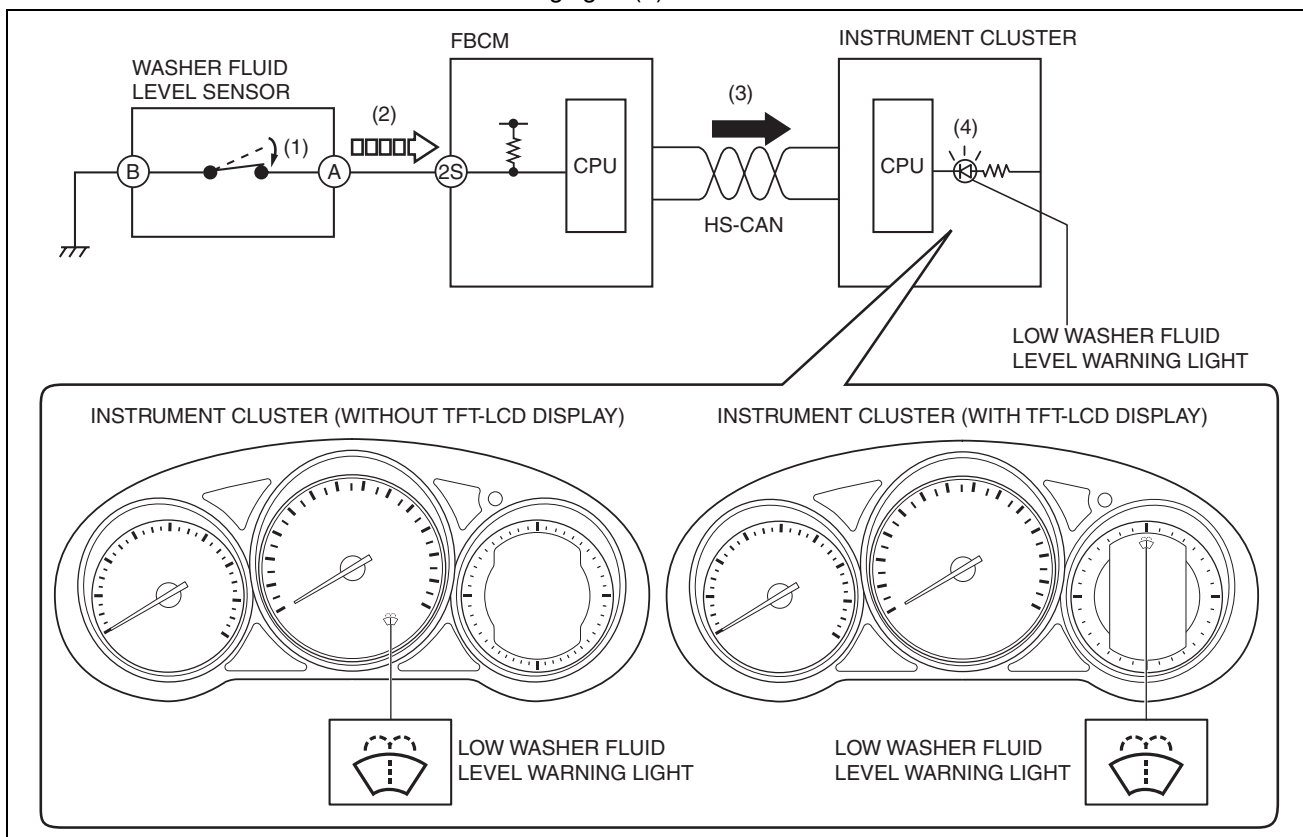 FBCM
INSTRUMENT CLUSTER
WASHER FLUID
LEVEL SENSOR
(1)
(2)
(3)
(4)
B
A
2S
CPU
CPU
HS-CAN
LOW WASHER FLUID
LEVEL WARNING LIGHT
INSTRUMENT CLUSTER (WITHOUT TFT-LCD DISPLAY)
INSTRUMENT CLUSTER (WITH TFT-LCD DISPLAY)
LOW WASHER FLUID
LEVEL WARNING LIGHT
LOW WASHER FLUID
LEVEL WARNING LIGHT